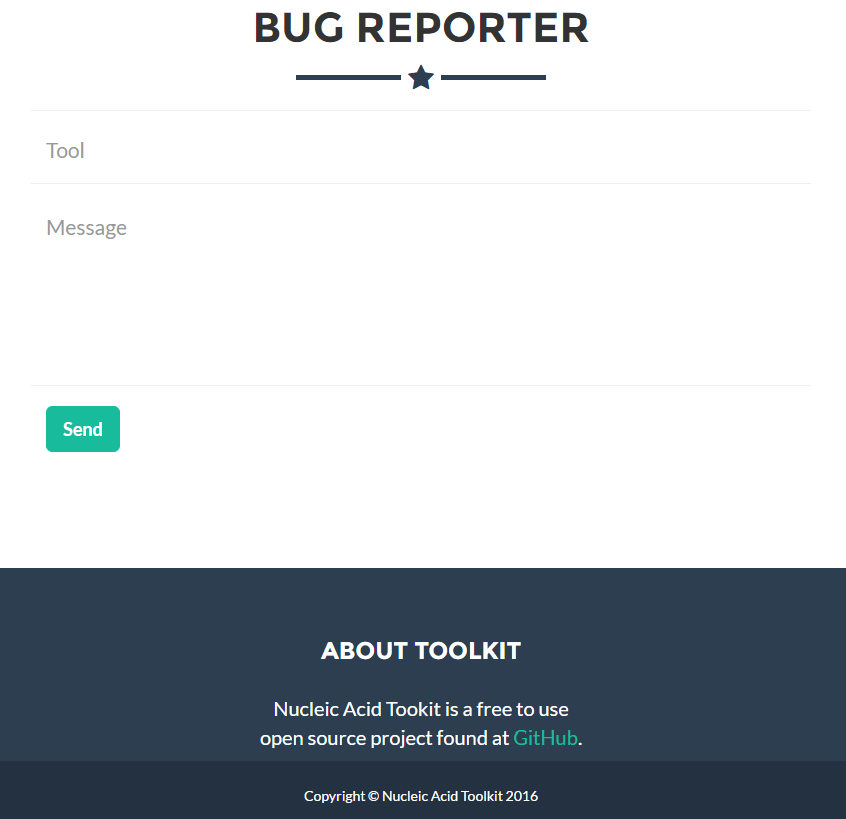 BUG REPORTER
Tool
Message
Send
ABOUT TOOLKIT
Nucleic Acid Tookit is a free to use
open source project found at GitHub.
Copyright © Nucleic Acid Toolkit 2016